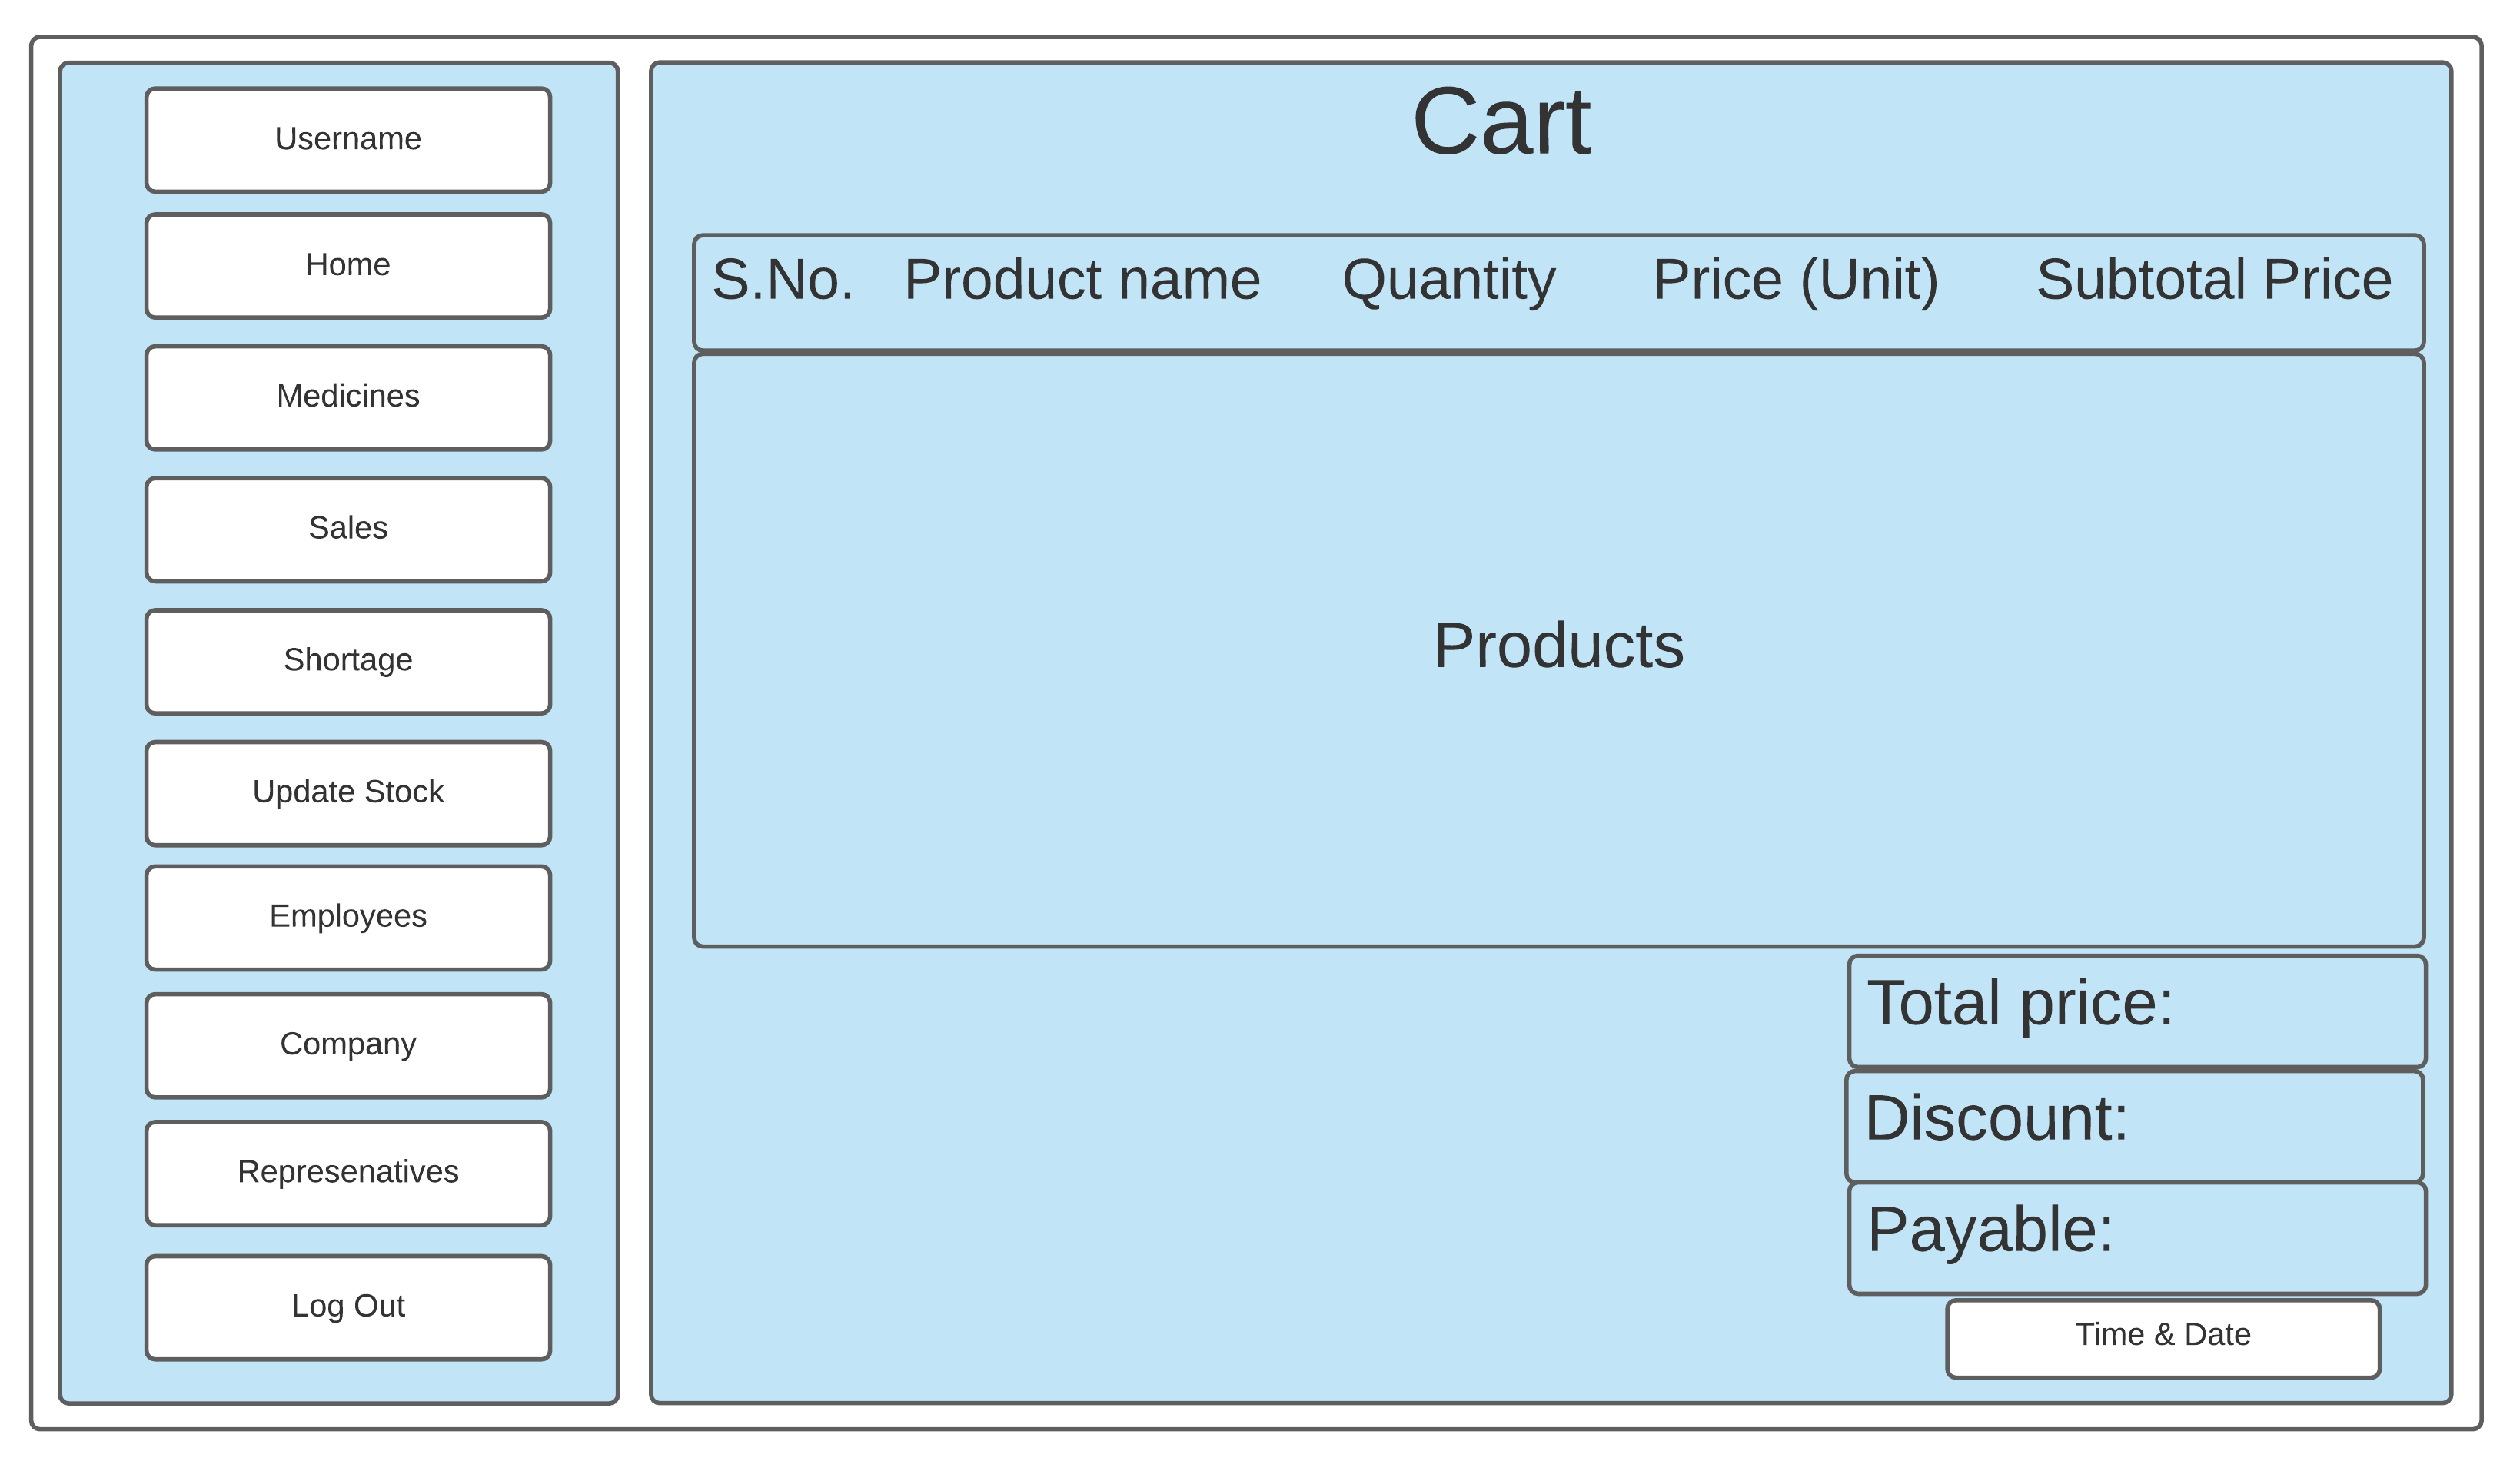 Username
Home
Medicines
Sales
Shortage
Update Stock
Employees
Company
Represenatives
Log Out
Cart
S.No. Product name Quantity Price (Unit) Subtotal Price
Products
Total price:
Discount:
Payable:
Time & Date